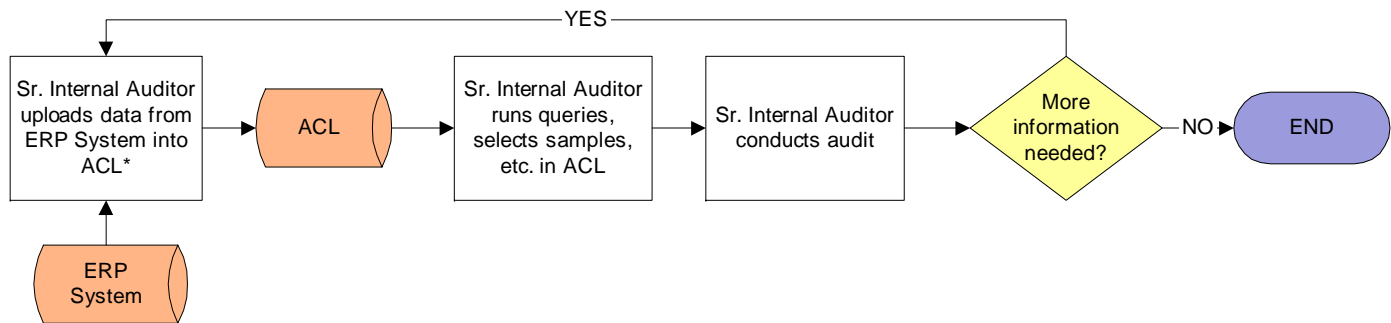 YES
Sr. Internal Auditor
uploads data from
ERP System into
ACL*
ACL
Sr. Internal Auditor
runs queries,
selects samples,
etc. in ACL
Sr. Internal Auditor
conducts audit
More
information
needed?
NO
END
ERP
System